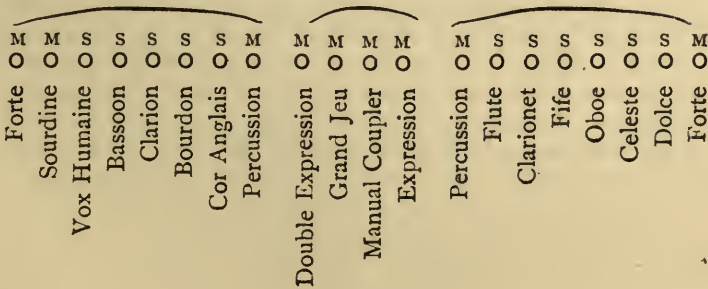 M M S S S S S M M M M M M S S S S S S M
O O O O O O O O O O O O O O O O O O O O
Forte
Sourdine
Vox Humaine
Bassoon
Clarion
Bourdon
Cor Anglais
Percussion
Double Expression
Grand Jeu
Manual Coupler
Expression
Percussion
Flute
Clarionet
Fife
Oboe
Celeste
Dolce
Forte